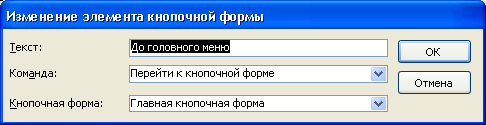 Изменение элемента кнопочной формы
Текст: До головного меню OK
Команда: Перейти к кнопочной форме Отмена
Кнопочная форма: Главная кнопочная форма